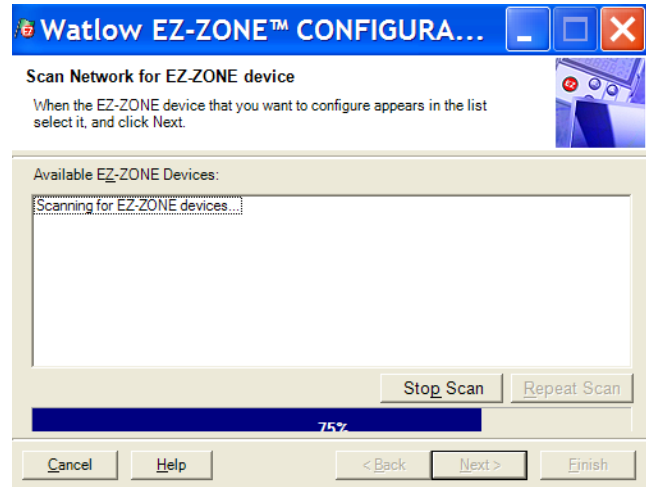 Watlow EZ-ZONE™ CONFIGURA...
Scan Network for EZ-ZONE device
When the EZ-ZONE device that you want to configure appears in the list
select it, and click Next.
EZ
Available EZ-ZONE Devices:
Scanning for EZ-ZONE devices...
Stop Scan Repeat Scan
75%
Cancel Help < Back Next > Finish